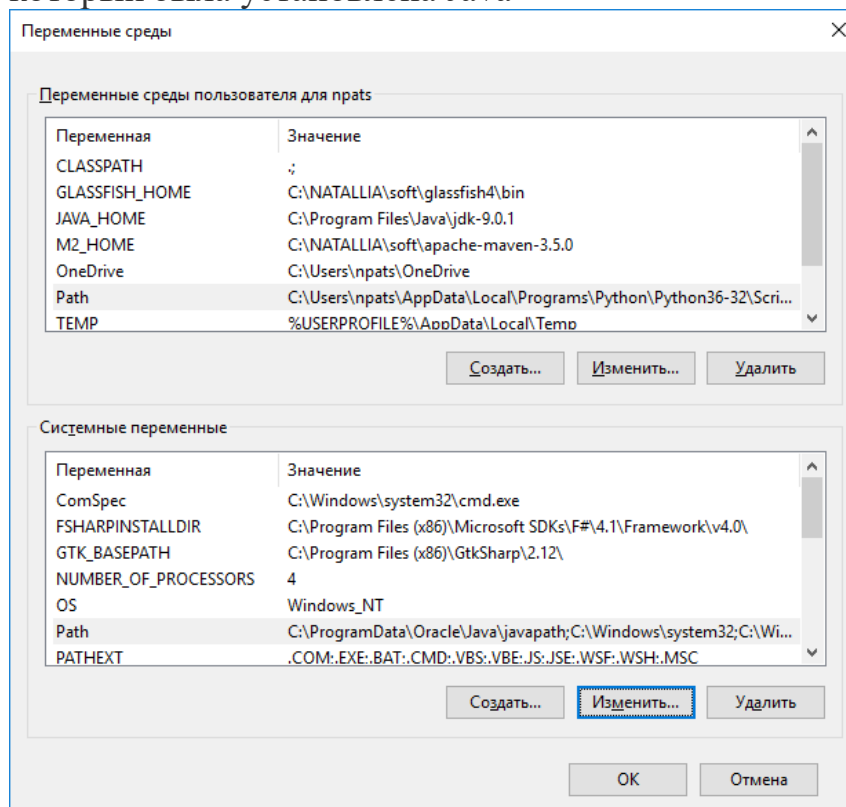 который была установлена Java
Переменные среды
Переменные среды пользователя для npats
Переменная Значение
CLASSPATH .;
GLASSFISH_HOME C:\NATALLIA\soft\glassfish4\bin
JAVA_HOME C:\Program Files\Java\jdk-9.0.1
M2_HOME C:\NATALLIA\soft\apache-maven-3.5.0
OneDrive C:\Users\npats\OneDrive
Path C:\Users\npats\AppData\Local\Programs\Python\Python36-32\Scri...
TEMP %USERPROFILE%\AppData\Local\Temp
Создать... Изменить... Удалить
Системные переменные
Переменная Значение
ComSpec C:\Windows\system32\cmd.exe
FSHARPINSTALLDIR C:\Program Files (x86)\Microsoft SDKs\F#\4.1\Framework\v4.0\
GTK_BASEPATH C:\Program Files (x86)\GtkSharp\2.12\
NUMBER_OF_PROCESSORS 4
OS Windows_NT
Path C:\ProgramData\Oracle\Java\javapath;C:\Windows\system32;C:\Wi...
PATHEXT .COM;.EXE;.BAT;.CMD;.VBS;.VBE;.JS;.JSE;.WSF;.WSH;.MSC
Создать... Изменить... Удалить
OK Отмена